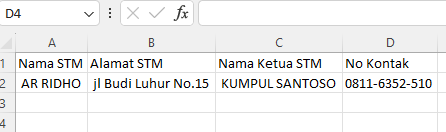 D4
fx
A B C D
1 Nama STM Alamat STM Nama Ketua STM No Kontak
2 AR RIDHO jl Budi Luhur No.15 KUMPUL SANTOSO 0811-6352-510
3
4